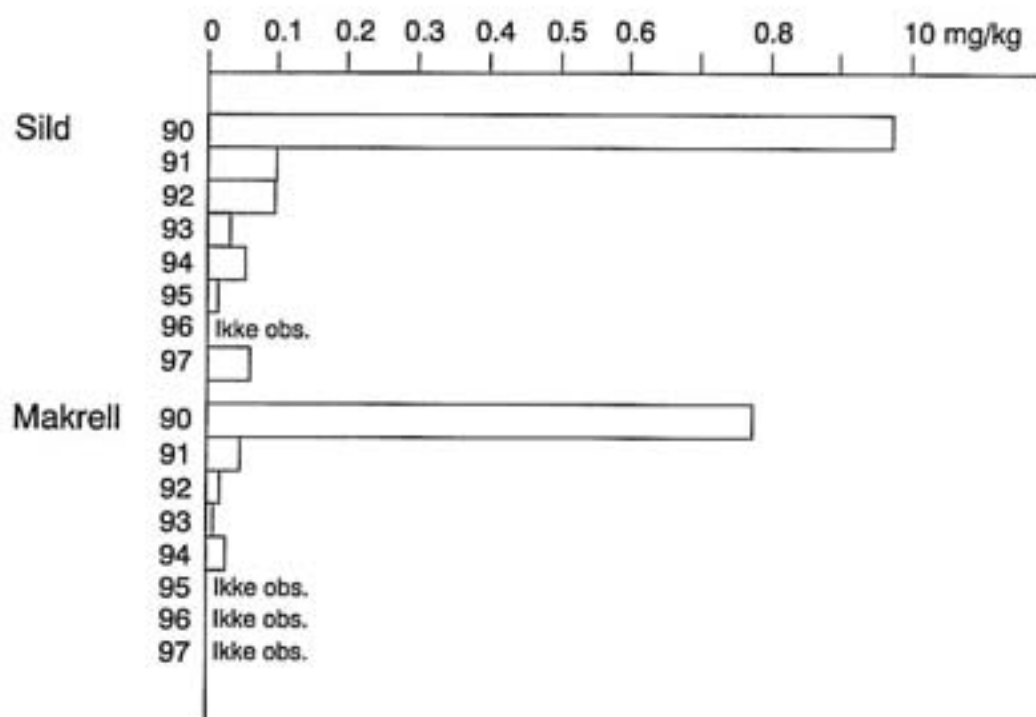 0 0.1 0.2 0.3 0.4 0.5 0.6 0.8 10 mg/kg
Sild 90
91
92
93
94
95
96 Ikke obs.
97
Makrell 90
91
92
93
94
95 Ikke obs.
96 Ikke obs.
97 Ikke obs.